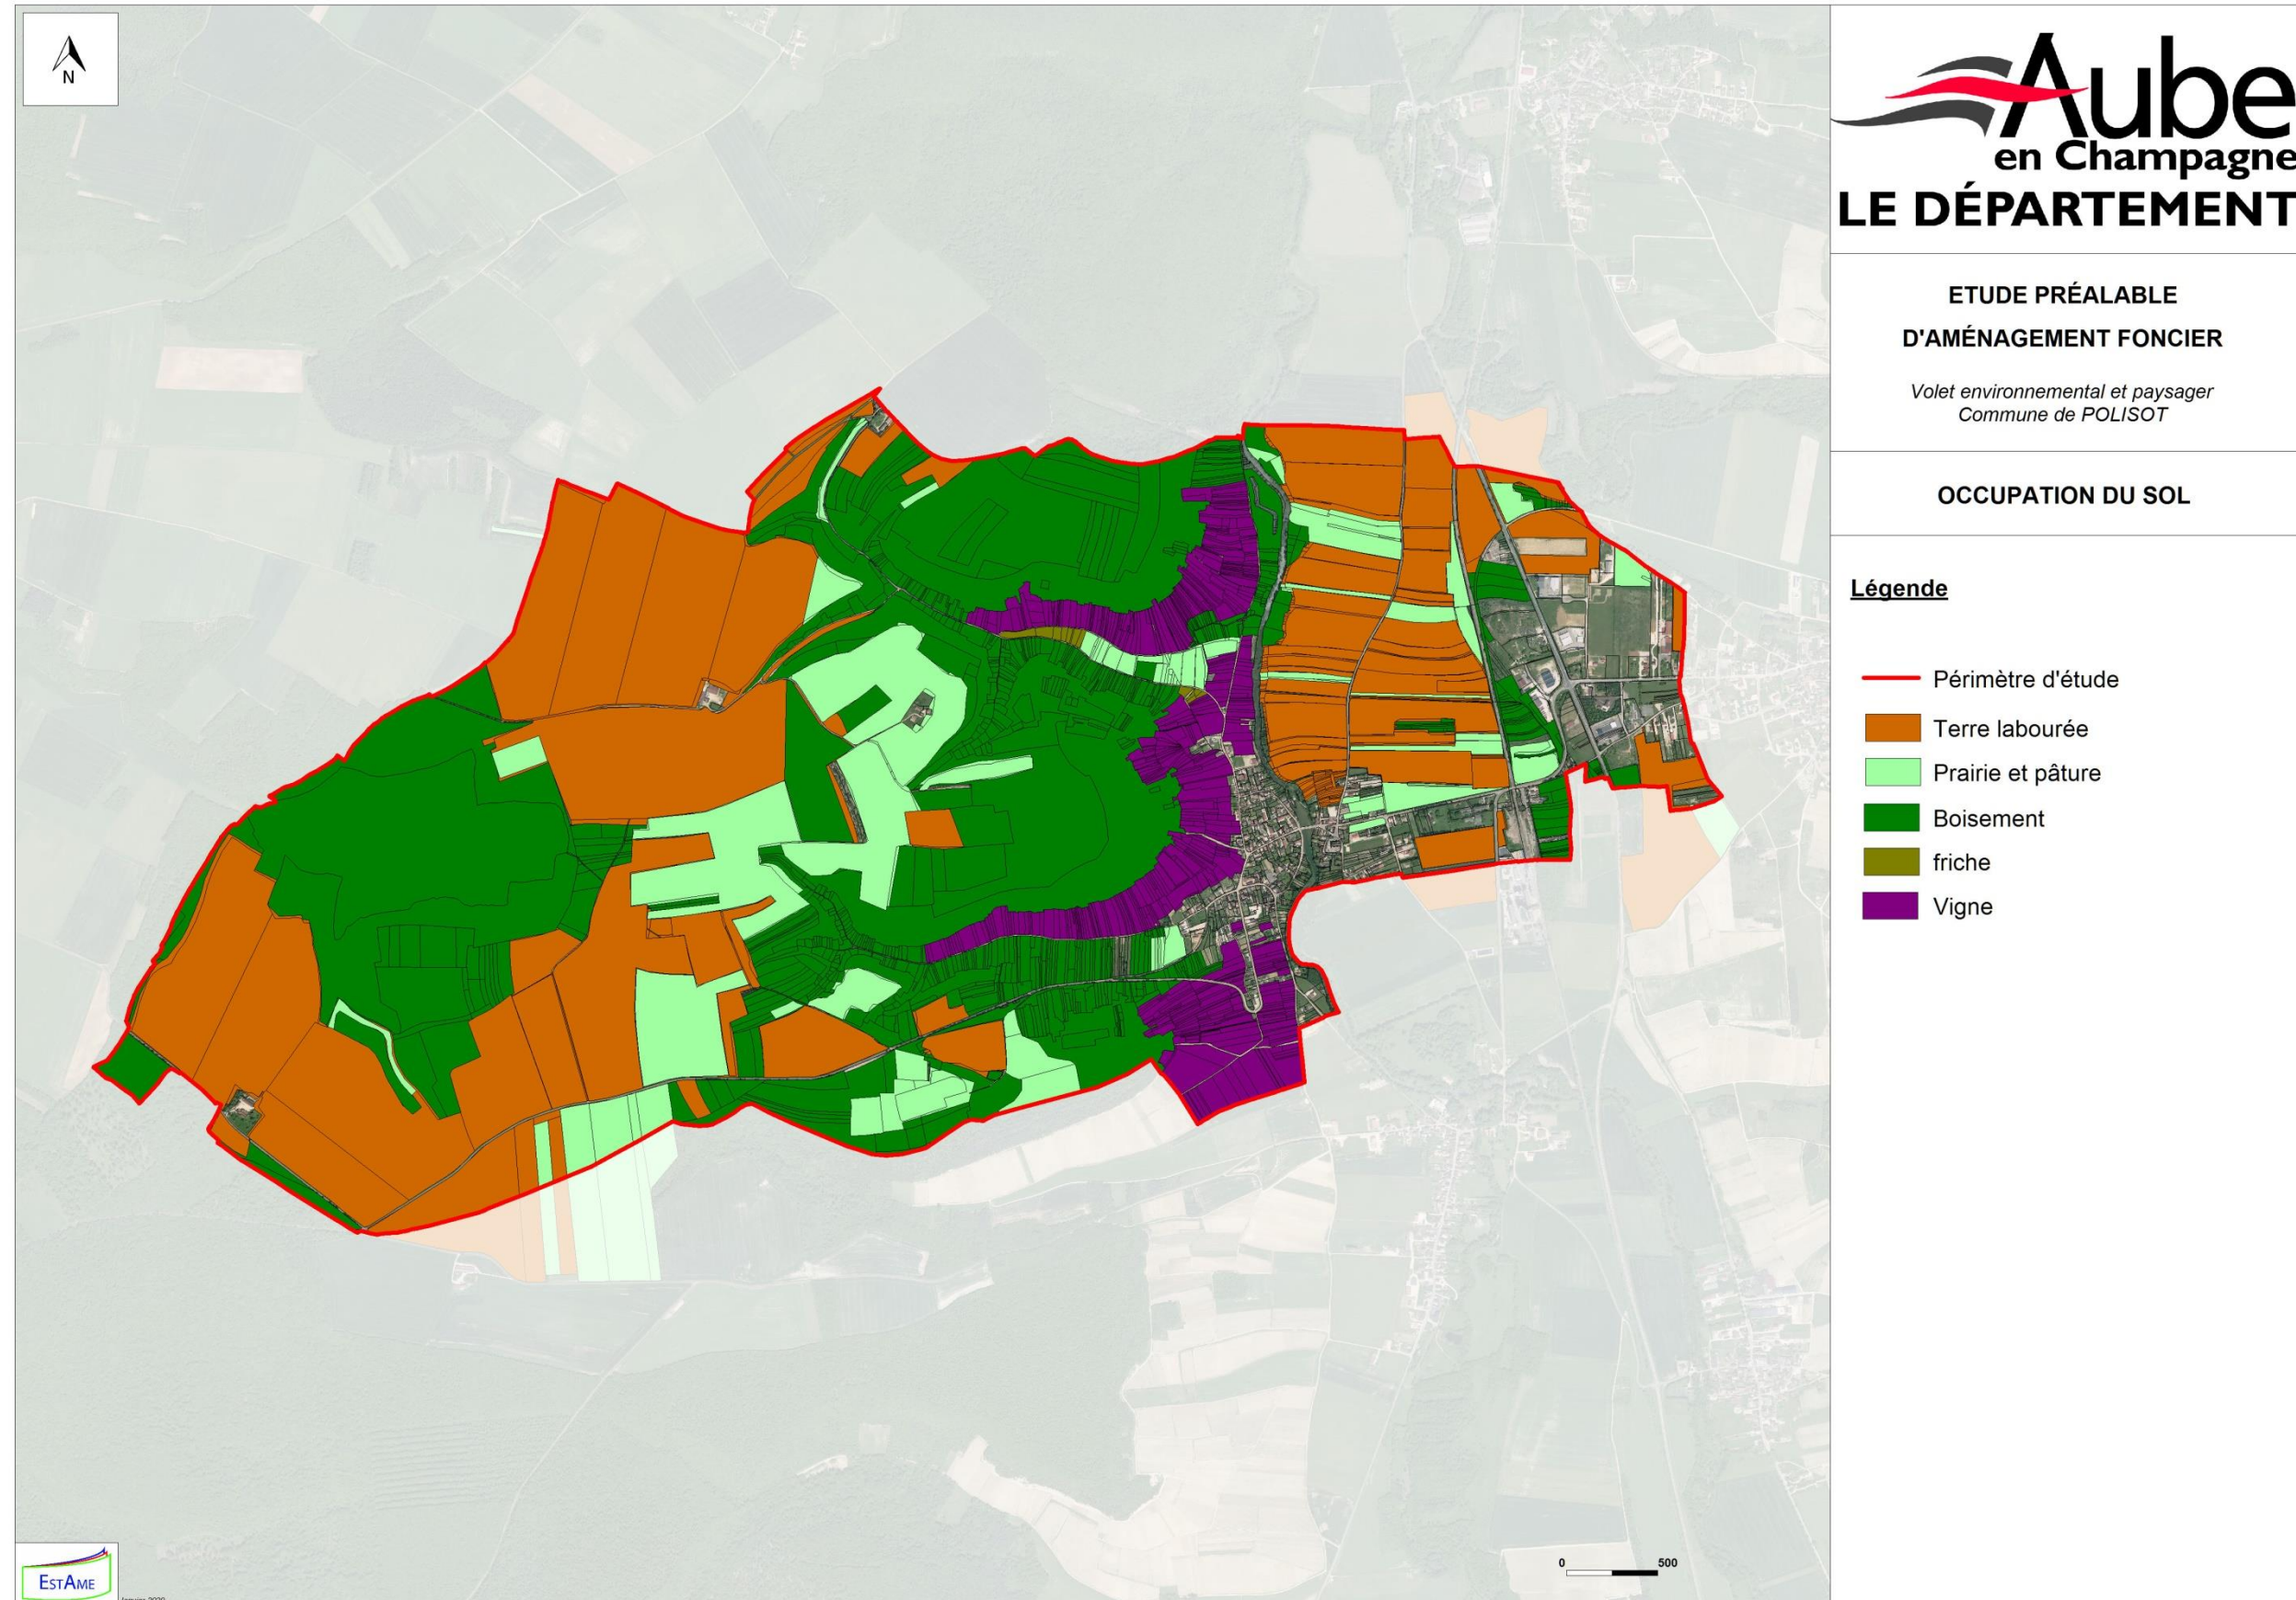 N
Aube
en Champagne
LE DÉPARTEMENT
ETUDE PRÉALABLE
D'AMÉNAGEMENT FONCIER
Volet environnemental et paysager
Commune de POLISOT
OCCUPATION DU SOL
Légende
Périmètre d'étude
Terre labourée
Prairie et pâture
Boisement
friche
Vigne
0 500
ESTAME